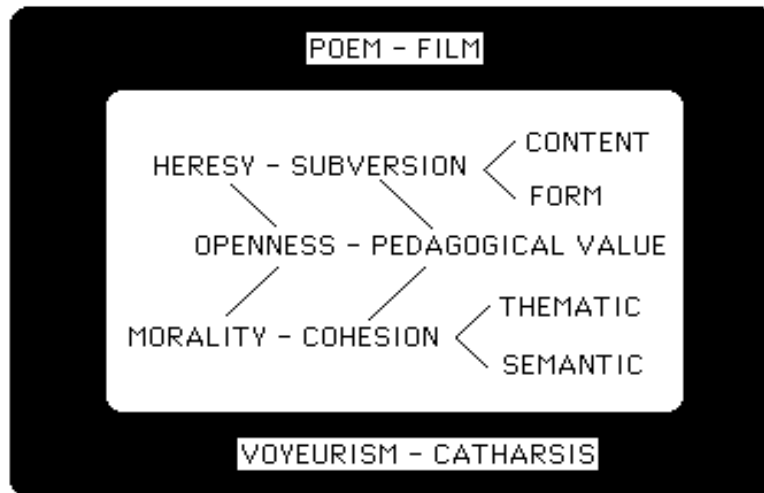 POEM - FILM
CONTENT
HERESY - SUBVERSION
FORM
OPENNESS - PEDAGOGICAL VALUE
THEMATIC
MORALITY - COHESION
SEMANTIC
VOYEURISM - CATHARSIS